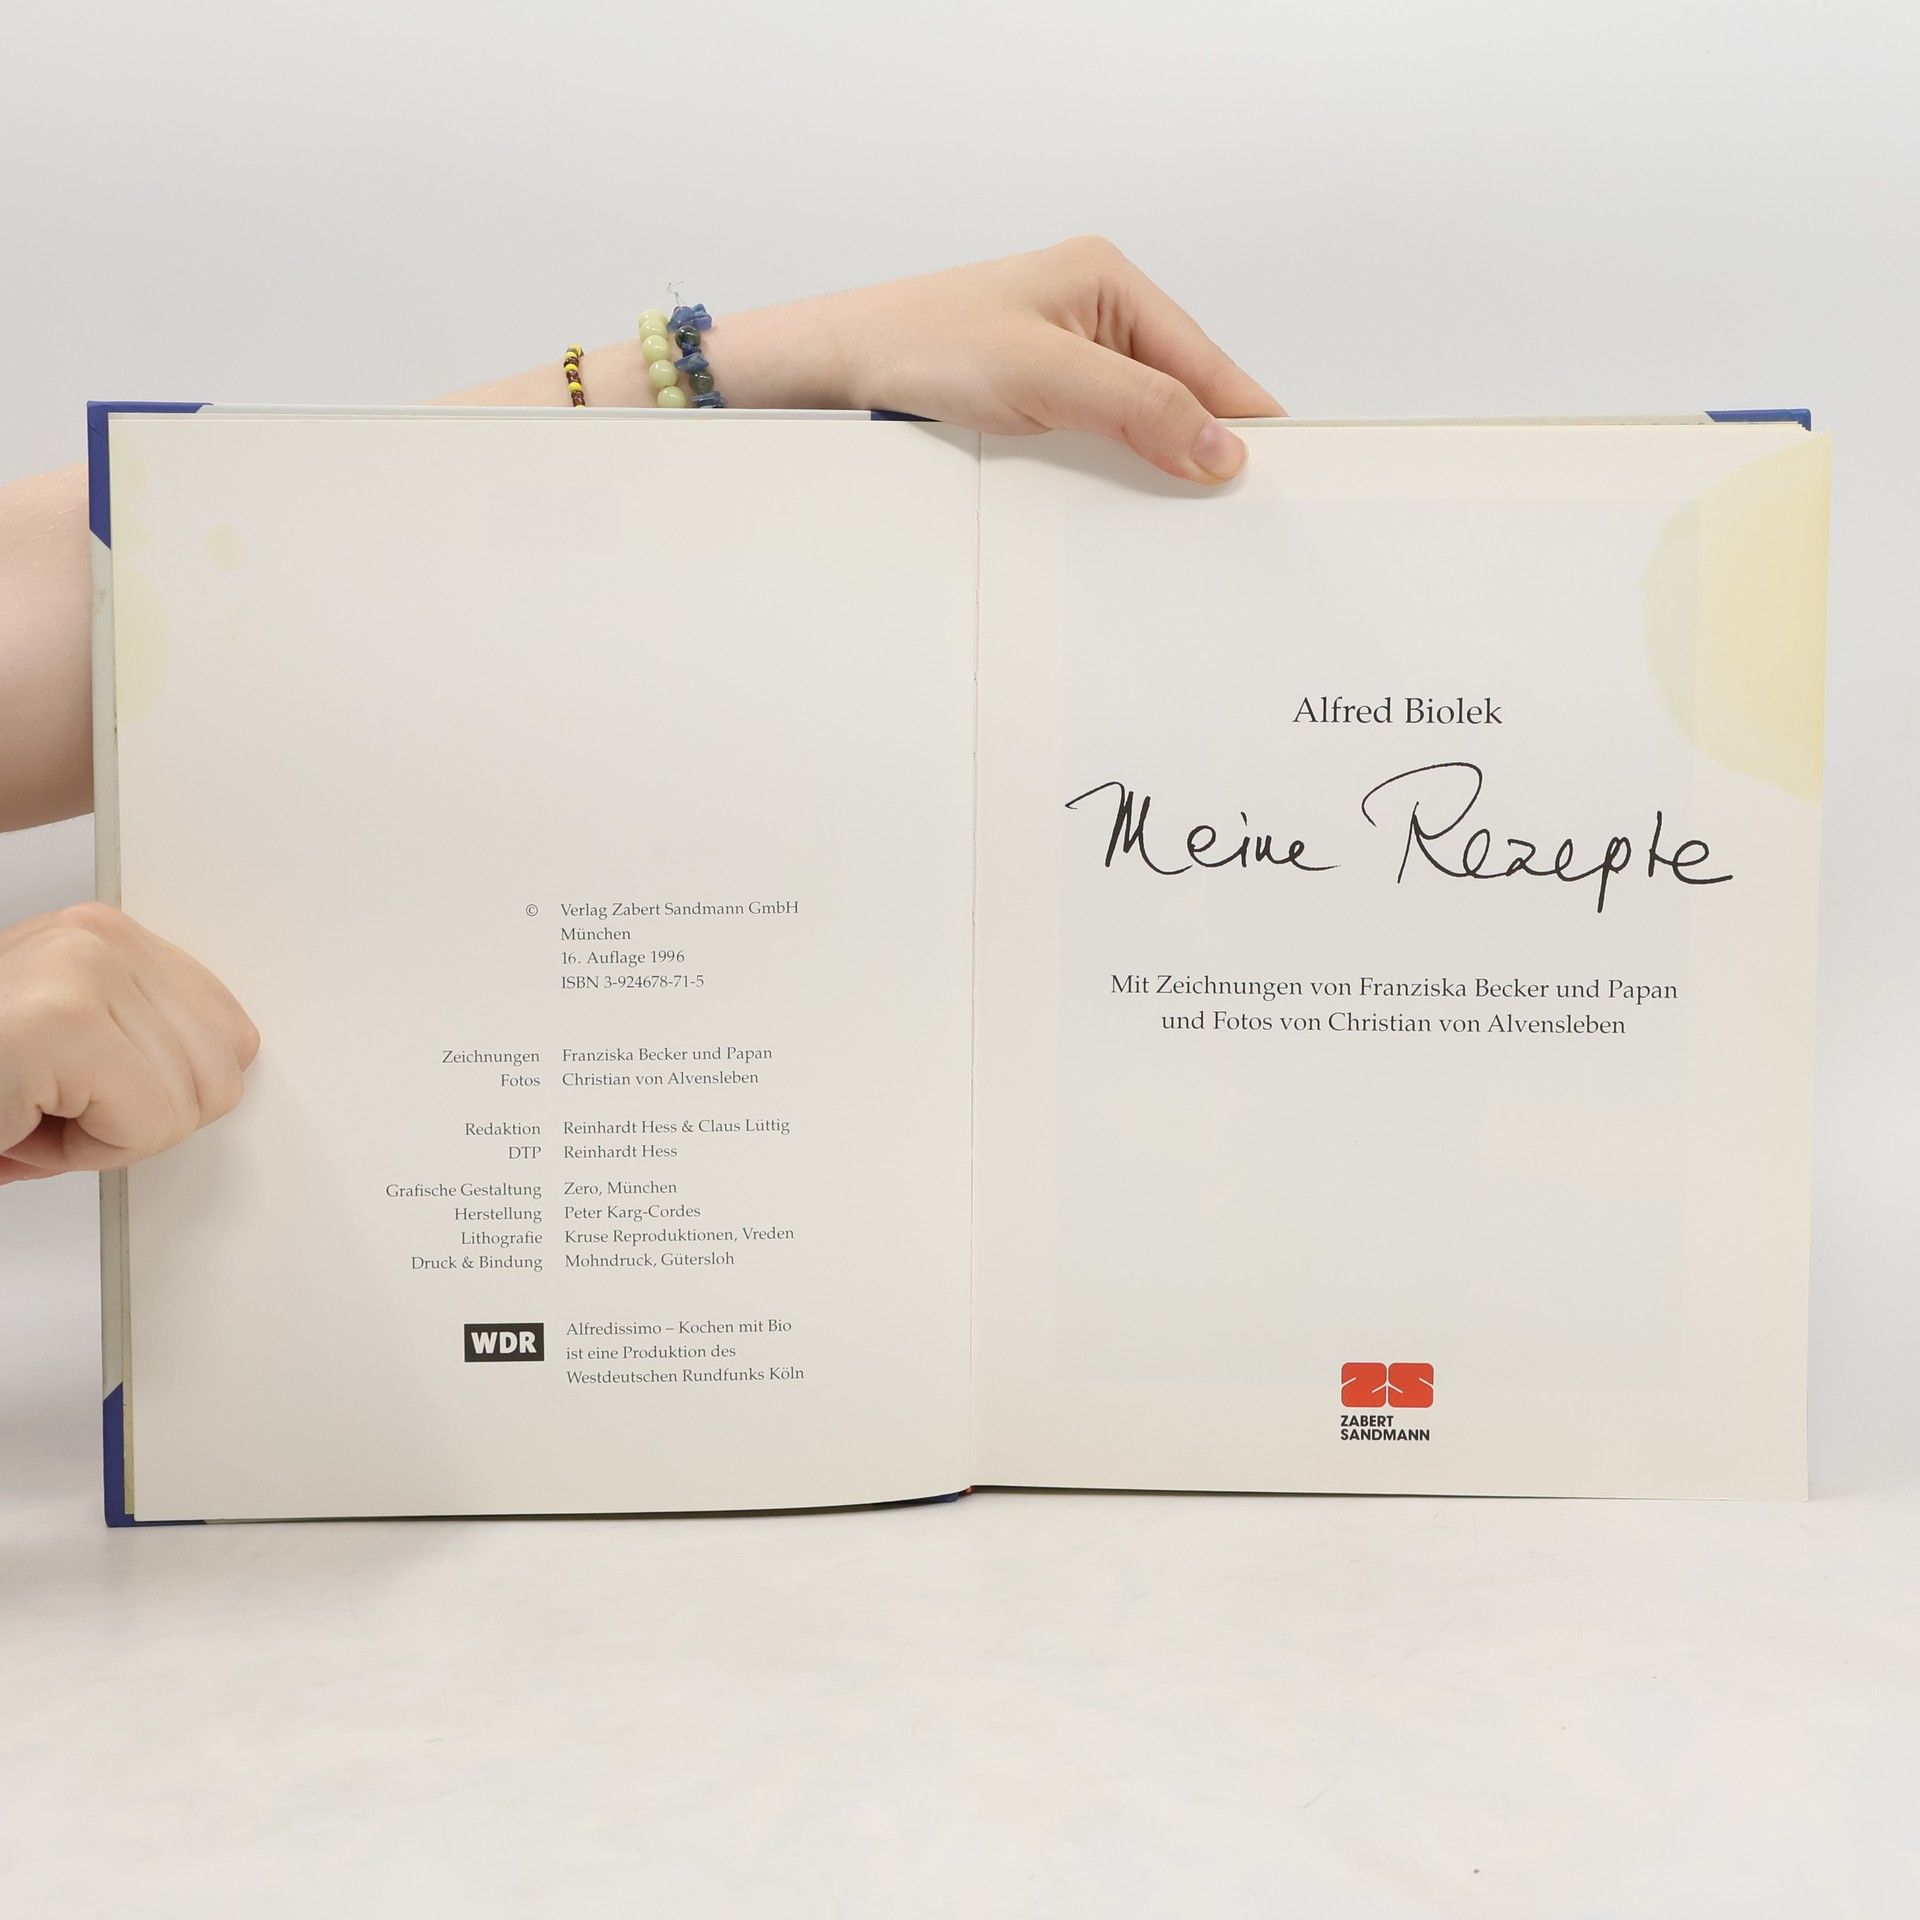 © Verlag Zabert Sandmann GmbH
München
16. Auflage 1996
ISBN 3-924678-71-5
Zeichnungen Franziska Becker und Papan
Fotos Christian von Alvensleben
Redaktion Reinhardt Hess & Claus Lüttig
DTP Reinhardt Hess
Grafische Gestaltung Zero, München
Herstellung Peter Karg-Cordes
Lithografie Kruse Reproduktionen, Vreden
Druck & Bindung Mohndruck, Gütersloh
WDR Alfredissimo – Kochen mit Bio
ist eine Produktion des
Westdeutschen Rundfunks Köln
Alfred Biolek
Meine Rezepte
Mit Zeichnungen von Franziska Becker und Papan
und Fotos von Christian von Alvensleben
ZS
ZABERT
SANDMANN